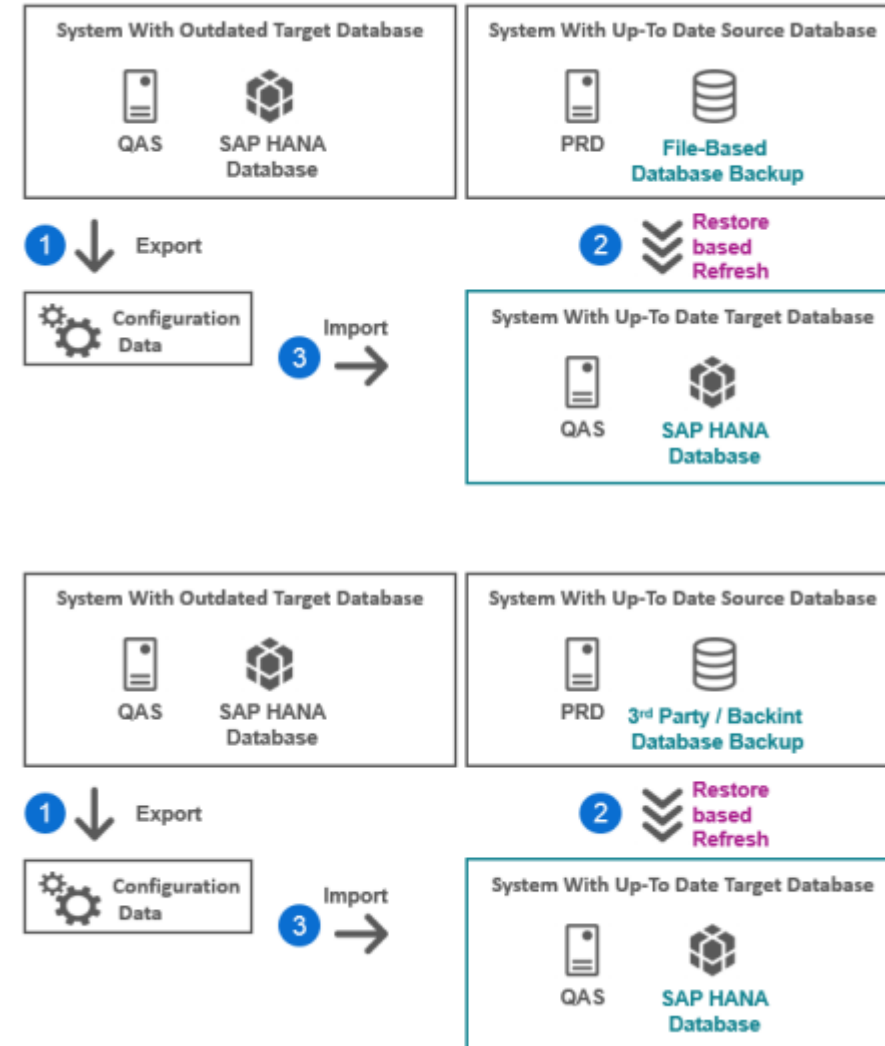 System With Outdated Target Database
QAS
SAP HANA
Database
System With Up-To Date Source Database
PRD
File-Based
Database Backup
1
Export
2
Restore
based
Refresh
Configuration
Data
3
Import
System With Up-To Date Target Database
QAS
SAP HANA
Database
System With Outdated Target Database
QAS
SAP HANA
Database
System With Up-To Date Source Database
PRD
3rd Party / Backint
Database Backup
1
Export
2
Restore
based
Refresh
Configuration
Data
3
Import
System With Up-To Date Target Database
QAS
SAP HANA
Database